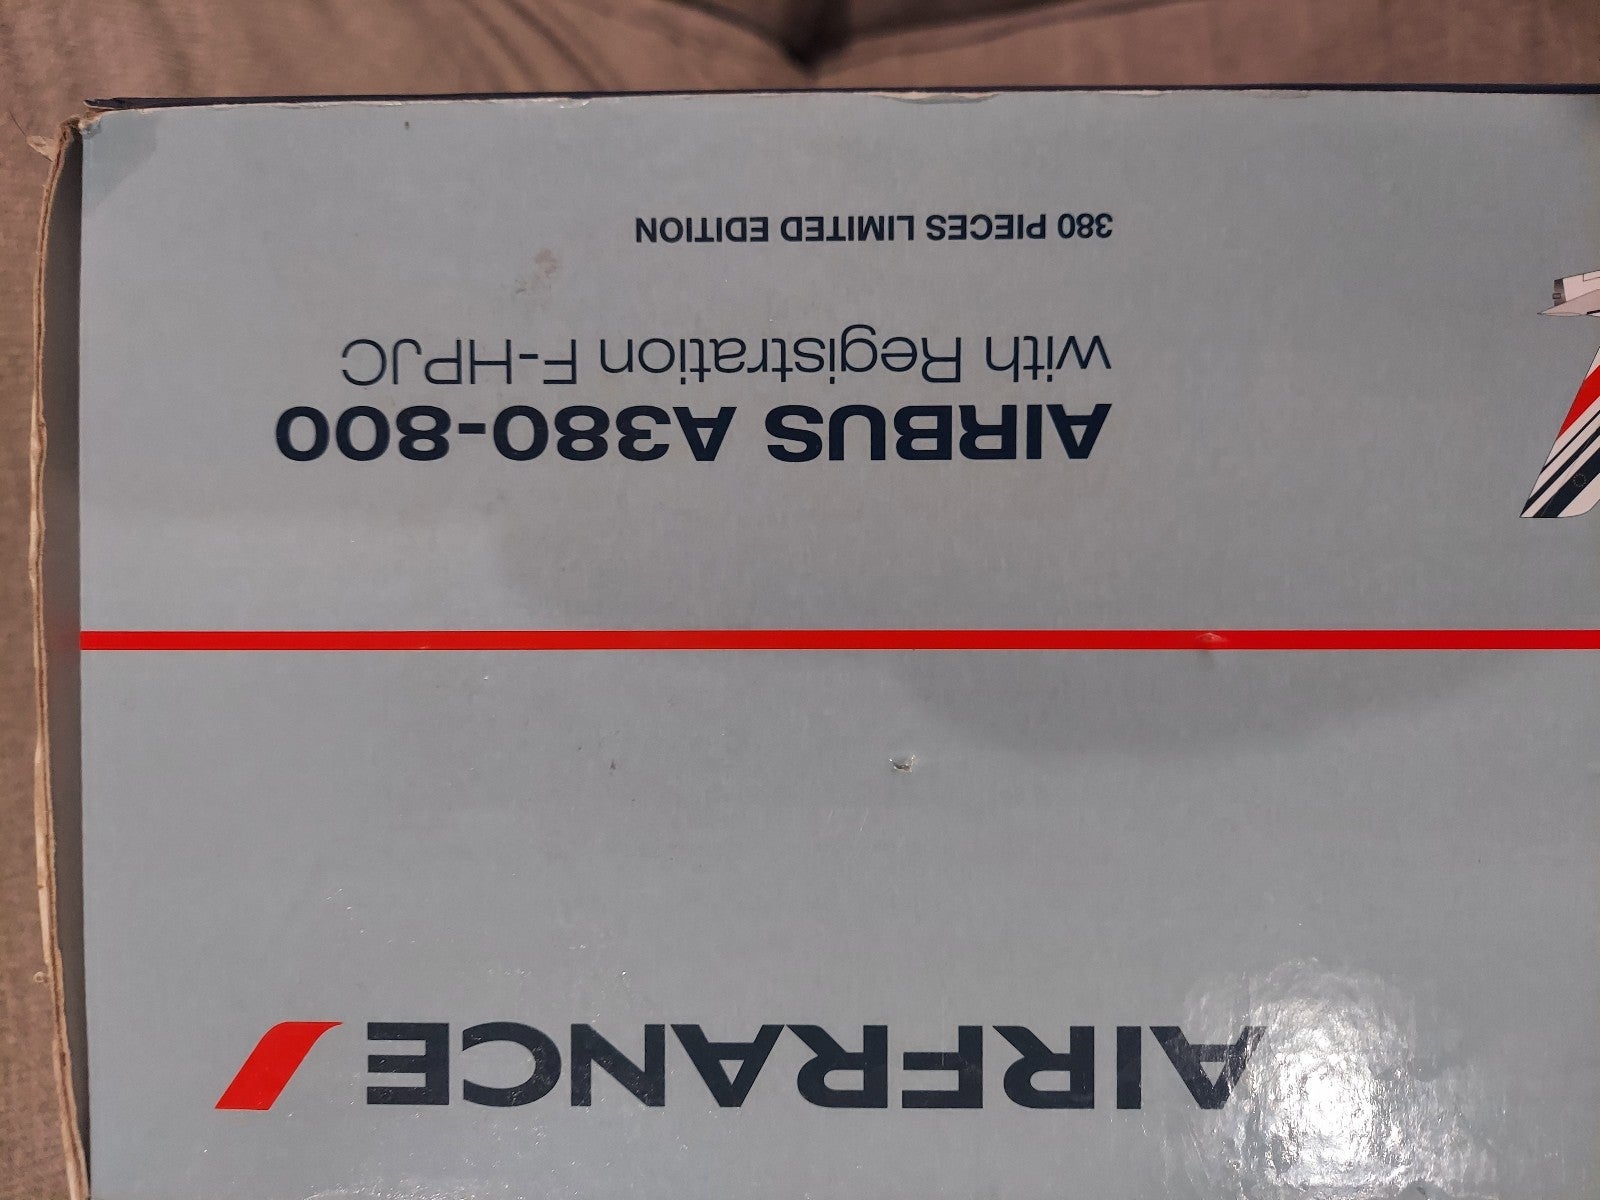 AIRFRANCE
AIRBUS A380-800
with Registration F-HPJC
380 PIECES LIMITED EDITION